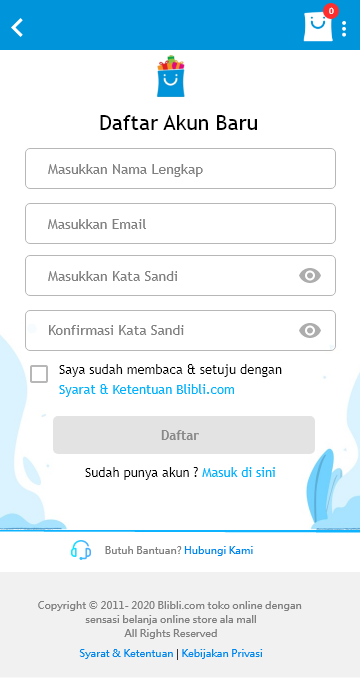 0
Daftar Akun Baru
Masukkan Nama Lengkap
Masukkan Email
Masukkan Kata Sandi
Konfirmasi Kata Sandi
Saya sudah membaca & setuju dengan
Syarat & Ketentuan Blibli.com
Daftar
Sudah punya akun ? Masuk di sini
Butuh Bantuan? Hubungi Kami
Copyright © 2011- 2020 Blibli.com toko online dengan
sensasi belanja online store ala mall
All Rights Reserved
Syarat & Ketentuan | Kebijakan Privasi